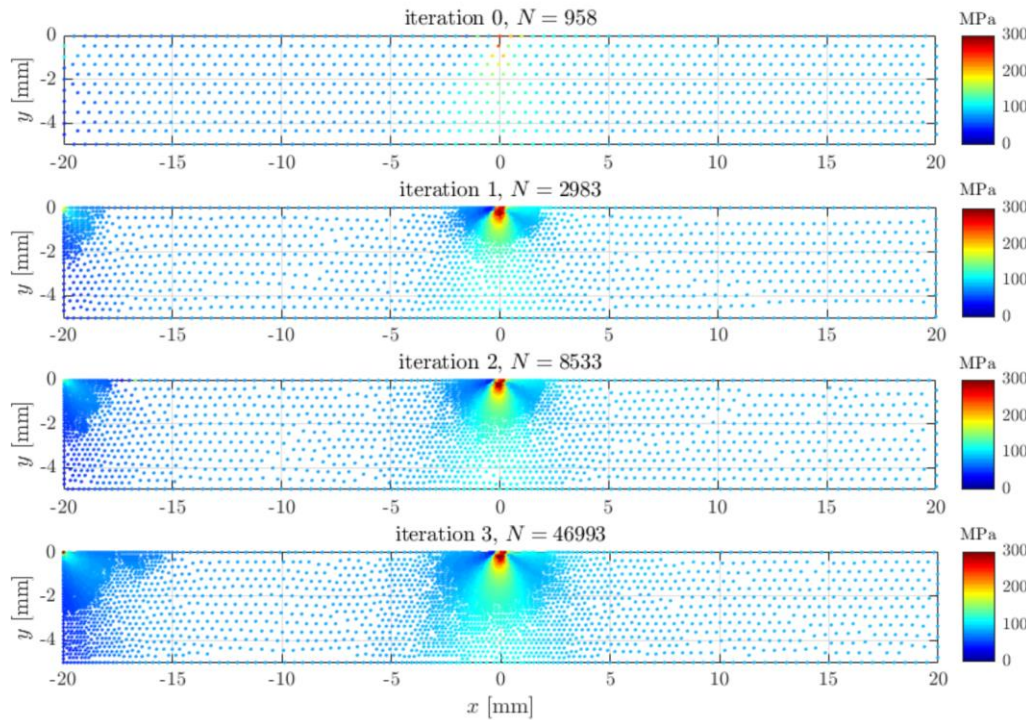 iteration 0, N = 958
MPa
y [mm]
0
-2
-4
-20 -15 -10 -5 0 5 10 15 20
300
200
100
0
iteration 1, N = 2983
MPa
y [mm]
0
-2
-4
-20 -15 -10 -5 0 5 10 15 20
300
200
100
0
iteration 2, N = 8533
MPa
y [mm]
0
-2
-4
-20 -15 -10 -5 0 5 10 15 20
300
200
100
0
iteration 3, N = 46993
MPa
y [mm]
0
-2
-4
-20 -15 -10 -5 0 5 10 15 20
300
200
100
0
x [mm]